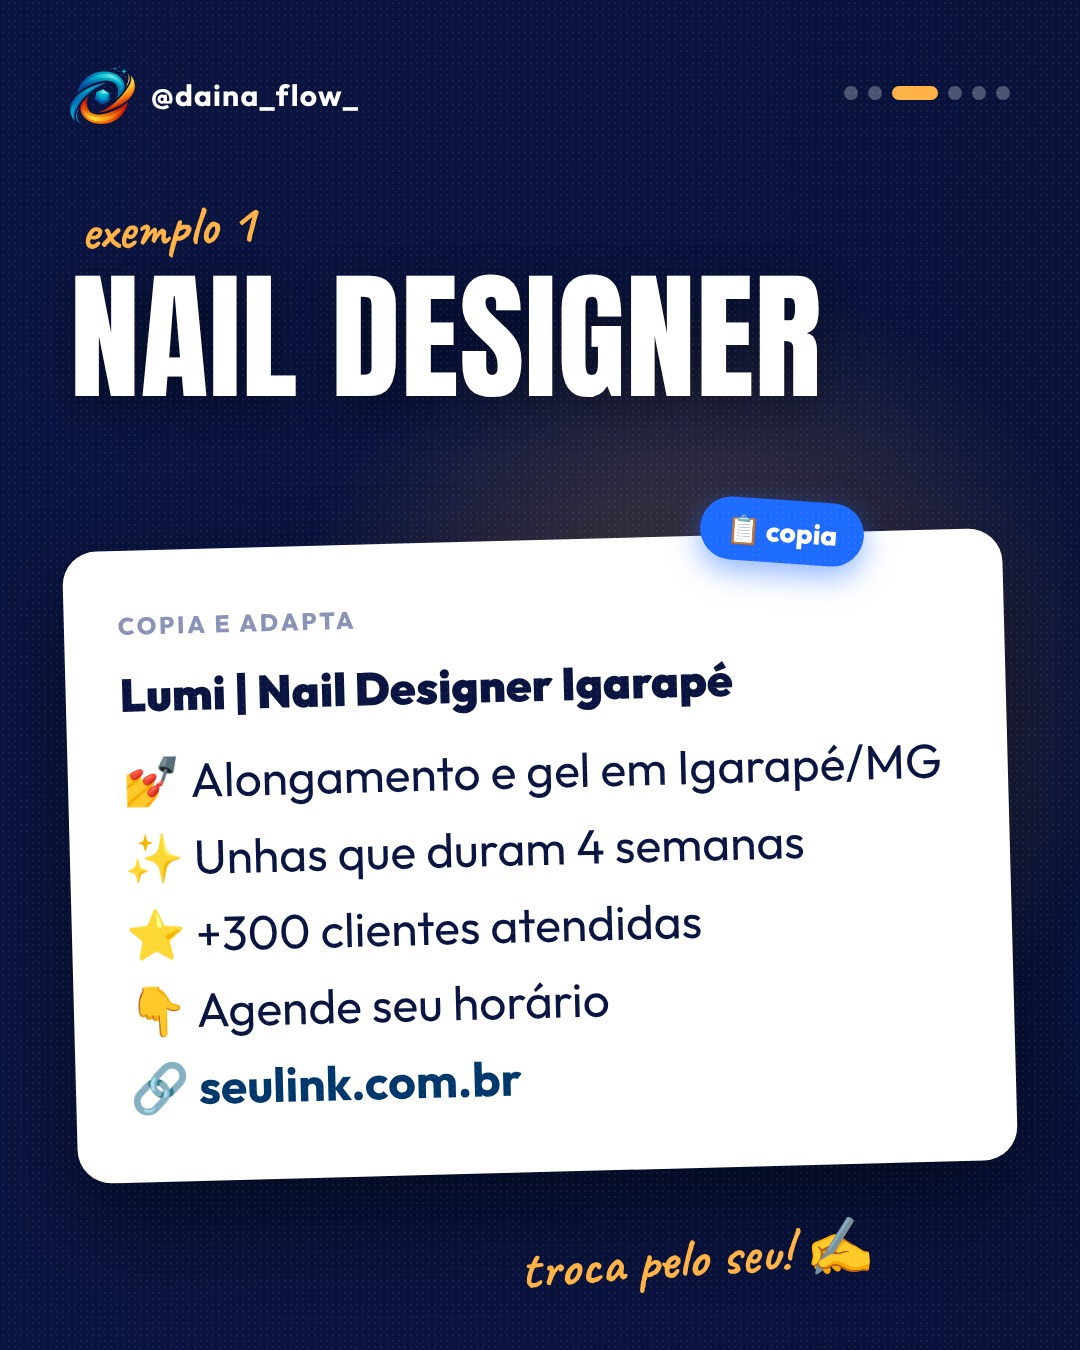 @daina_flow_
exemplo 1
NAIL DESIGNER
📋 copia
COPIA E ADAPTA
Lumi | Nail Designer Igarapé
💅 Alongamento e gel em Igarapé/MG
✨ Unhas que duram 4 semanas
⭐ +300 clientes atendidas
👇 Agende seu horário
🔗 seulink.com.br
troca pelo seu! ✍️